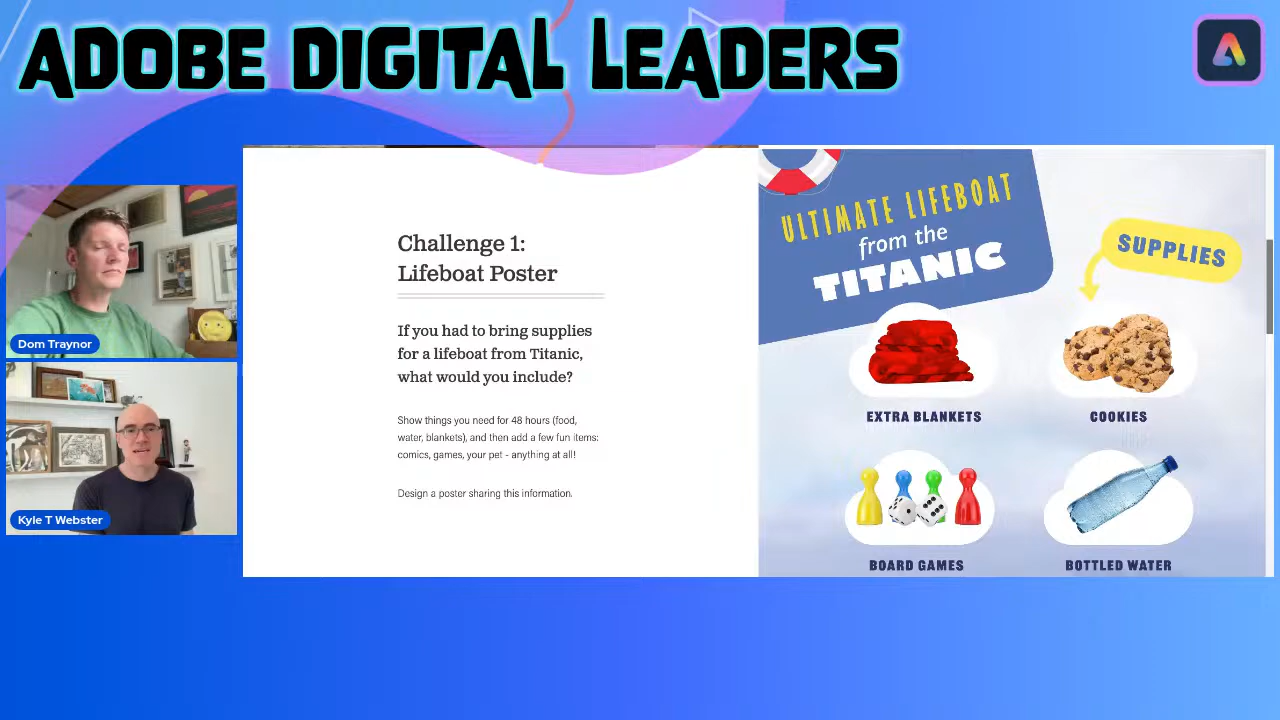 ADOBE DIGITAL LEADERS
Dom Traynor
Kyle T Webster
Challenge 1:
Lifeboat Poster
If you had to bring supplies
for a lifeboat from Titanic,
what would you include?
Show things you need for 48 hours (food,
water, blankets), and then add a few fun items:
comics, games, your pet - anything at all!
Design a poster sharing this information.
ULTIMATE LIFEBOAT
from the
TITANIC
SUPPLIES
EXTRA BLANKETS
COOKIES
BOARD GAMES
BOTTLED WATER